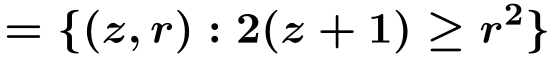 = {(z, r) : 2(z + 1) ≥ r²}